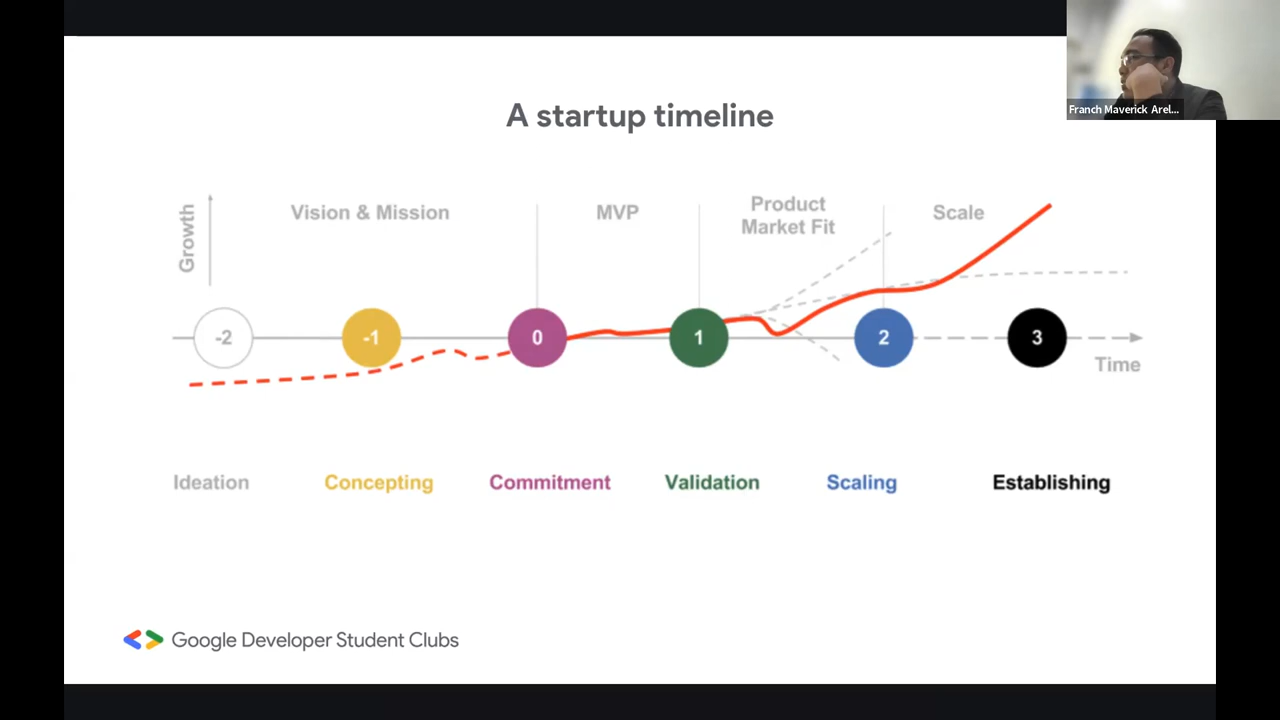 Franch Maverick Arel...
A startup timeline
Growth
Vision & Mission
MVP
Product
Market Fit
Scale
-2
-1
0
1
2
3
Time
Ideation
Concepting
Commitment
Validation
Scaling
Establishing
Google Developer Student Clubs